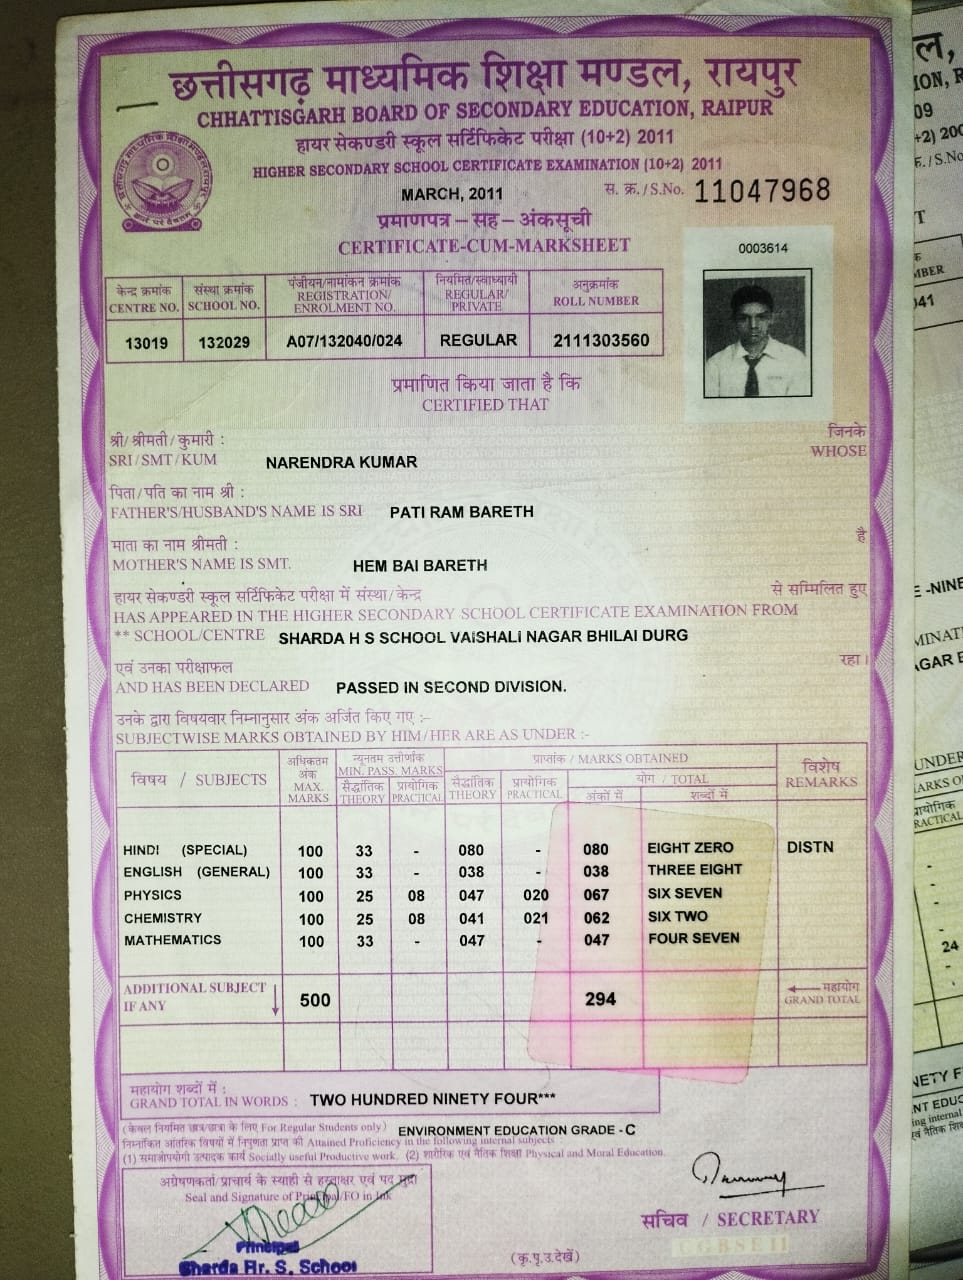 छत्तीसगढ़ माध्यमिक शिक्षा मण्डल, रायपुर
CHHATTISGARH BOARD OF SECONDARY EDUCATION, RAIPUR
हायर सेकण्डरी स्कूल सर्टिफिकेट परीक्षा (10+2) 2011
HIGHER SECONDARY SCHOOL CERTIFICATE EXAMINATION (10+2) 2011
MARCH, 2011
स. क्र. / S.No. 11047968
प्रमाणपत्र – सह – अंकसूची
CERTIFICATE-CUM-MARKSHEET
0003614
केन्द्र क्रमांक संस्था क्रमांक पंजीयन/नामांकन क्रमांक नियमित/स्वाध्यायी अनुक्रमांक
CENTRE NO. SCHOOL NO. REGISTRATION/ ENROLMENT NO. REGULAR/ PRIVATE ROLL NUMBER
13019 132029 A07/132040/024 REGULAR 2111303560
प्रमाणित किया जाता है कि
CERTIFIED THAT
श्री/ श्रीमती/ कुमारी : जिनके
SRI/SMT/KUM NARENDRA KUMAR WHOSE
पिता/पति का नाम श्री :
FATHER'S/HUSBAND'S NAME IS SRI PATI RAM BARETH
माता का नाम श्रीमती : है
MOTHER'S NAME IS SMT. HEM BAI BARETH
हायर सेकण्डरी स्कूल सर्टिफिकेट परीक्षा में संस्था/केन्द्र से सम्मिलित हुए
HAS APPEARED IN THE HIGHER SECONDARY SCHOOL CERTIFICATE EXAMINATION FROM
** SCHOOL/CENTRE SHARDA H S SCHOOL VAISHALI NAGAR BHILAI DURG
एवं उनका परीक्षाफल रहा।
AND HAS BEEN DECLARED PASSED IN SECOND DIVISION.
उनके द्वारा विषयवार निम्नानुसार अंक अर्जित किए गए :–
SUBJECTWISE MARKS OBTAINED BY HIM/HER ARE AS UNDER :-
विषय / SUBJECTS अधिकतम अंक MAX. MARKS न्यूनतम उत्तीर्णांक MIN. PASS. MARKS प्राप्तांक / MARKS OBTAINED विशेष REMARKS
सैद्धांतिक THEORY प्रायोगिक PRACTICAL सैद्धांतिक THEORY प्रायोगिक PRACTICAL योग / TOTAL
अंकों में शब्दों में
HINDI (SPECIAL) 100 33 - 080 - 080 EIGHT ZERO DISTN
ENGLISH (GENERAL) 100 33 - 038 - 038 THREE EIGHT
PHYSICS 100 25 08 047 020 067 SIX SEVEN
CHEMISTRY 100 25 08 041 021 062 SIX TWO
MATHEMATICS 100 33 - 047 - 047 FOUR SEVEN
ADDITIONAL SUBJECT IF ANY 500 294 महायोग GRAND TOTAL
महायोग शब्दों में :
GRAND TOTAL IN WORDS : TWO HUNDRED NINETY FOUR***
(केवल नियमित छात्र/छात्रा के लिए For Regular Students only) ENVIRONMENT EDUCATION GRADE - C
निम्नांकित आंतरिक विषयों में निपुणता प्राप्त की Attained Proficiency in the following internal subjects :
(1) समाजोपयोगी उत्पादक कार्य Socially useful Productive work. (2) शारीरिक एवं नैतिक शिक्षा Physical and Moral Education.
अग्रेषणकर्ता/प्राचार्य के स्याही से हस्ताक्षर एवं पद मुद्रा
Seal and Signature of Principal/FO in Ink
Principal
Sharda Hr. S. School
सचिव / SECRETARY
CGBSE 11
(कृ.पृ.उ.देखें)